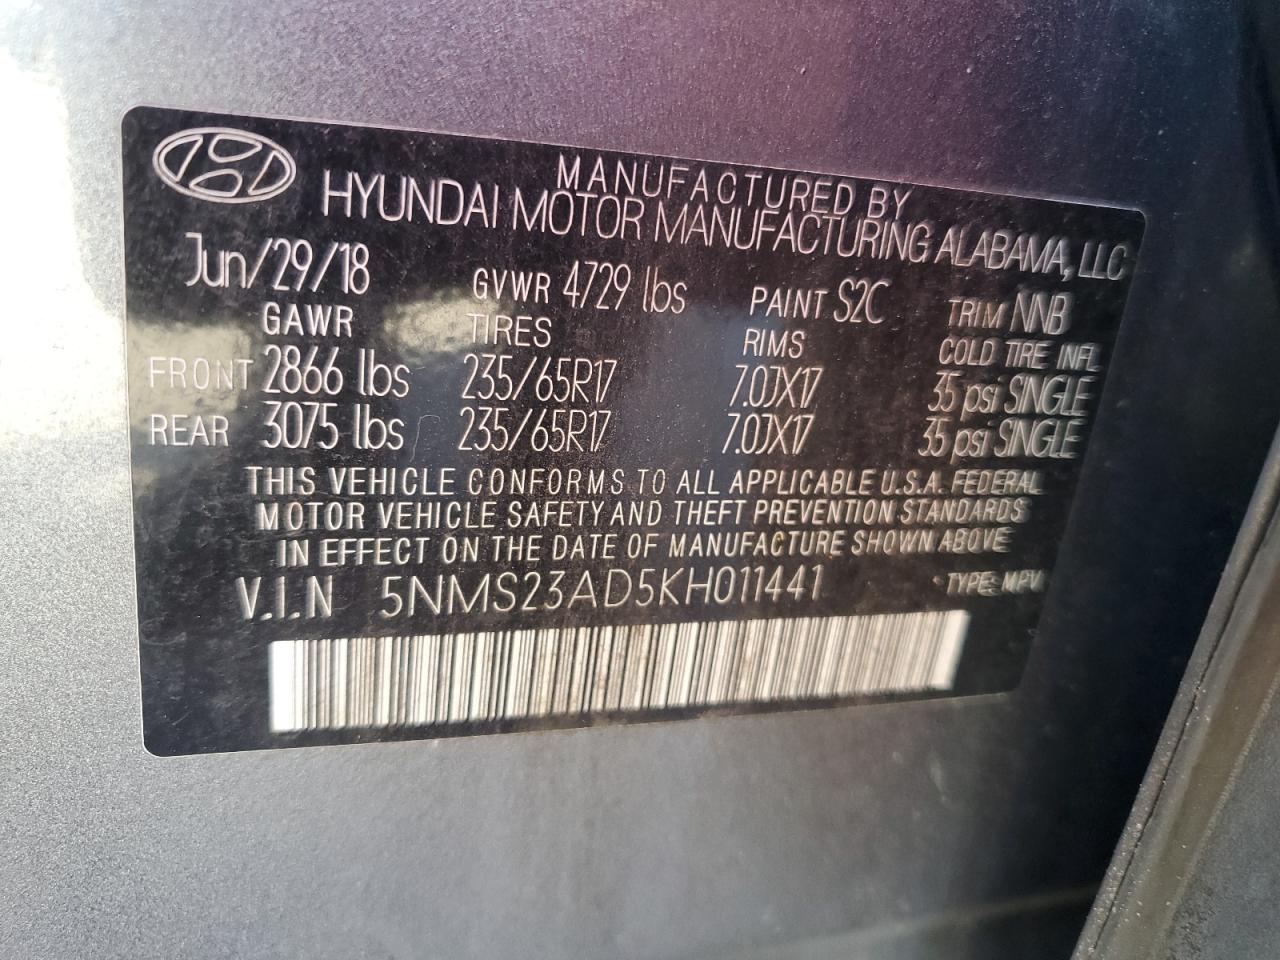 MANUFACTURED BY
HYUNDAI MOTOR MANUFACTURING ALABAMA, LLC
Jun/29/18 GVWR 4729 lbs PAINT S2C TRIM NNB
GAWR TIRES RIMS COLD TIRE INFL
FRONT 2866 lbs 235/65R17 7.0JX17 35 psi SINGLE
REAR 3075 lbs 235/65R17 7.0JX17 35 psi SINGLE
THIS VEHICLE CONFORMS TO ALL APPLICABLE U.S.A. FEDERAL
MOTOR VEHICLE SAFETY AND THEFT PREVENTION STANDARDS
IN EFFECT ON THE DATE OF MANUFACTURE SHOWN ABOVE
V.I.N 5NMS23AD5KH011441 TYPE: MPV